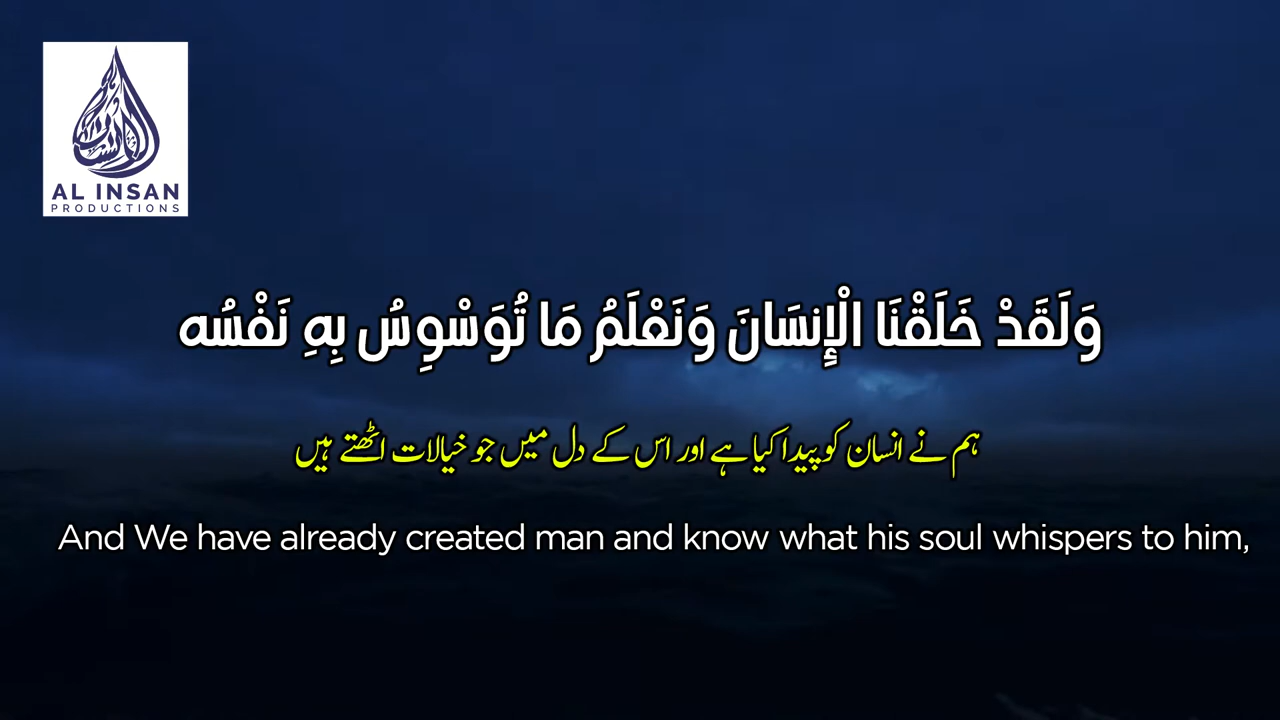 AL INSAN
PRODUCTIONS
وَلَقَدْ خَلَقْنَا الْإِنسَانَ وَنَعْلَمُ مَا تُوَسْوِسُ بِهِ نَفْسُه
ہم نے انسان کو پیدا کیا ہے اور اس کے دل میں جو خیالات اٹھتے ہیں
And We have already created man and know what his soul whispers to him,